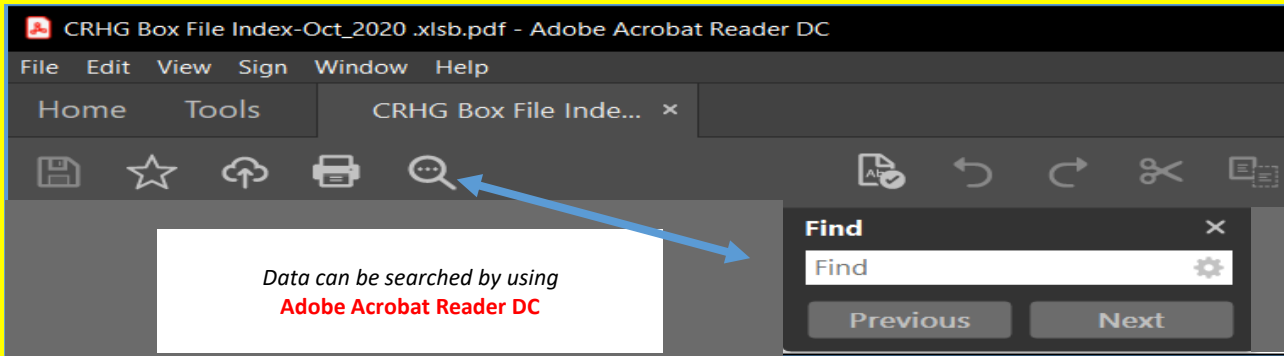 CRHG Box File Index-Oct_2020 .xlsb.pdf - Adobe Acrobat Reader DC
File Edit View Sign Window Help
Home Tools CRHG Box File Inde... ×
Find ×
Find
Previous Next
Data can be searched by using
Adobe Acrobat Reader DC